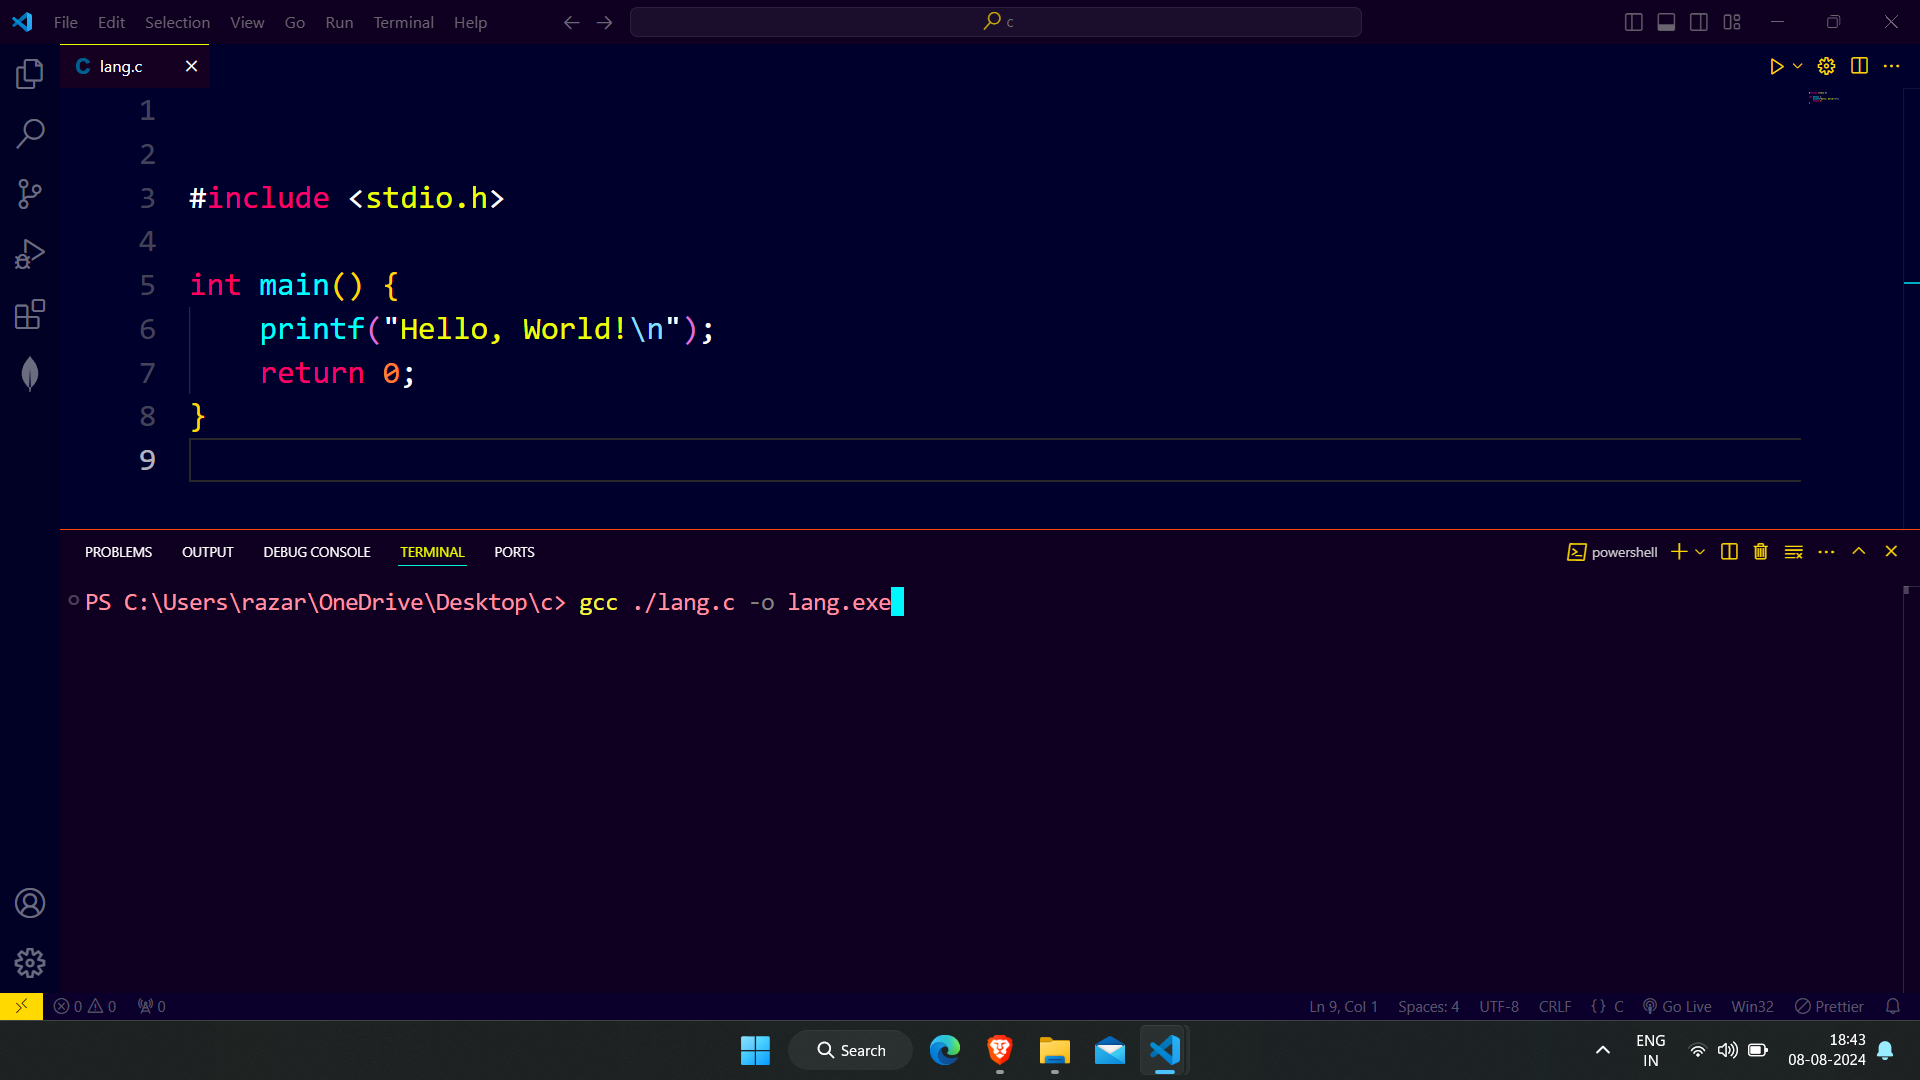 File Edit Selection View Go Run Terminal Help
c
C lang.c
1
2
3 #include <stdio.h>
4
5 int main() {
6     printf("Hello, World!\n");
7     return 0;
8 }
9
PROBLEMS OUTPUT DEBUG CONSOLE TERMINAL PORTS
powershell
PS C:\Users\razar\OneDrive\Desktop\c> gcc ./lang.c -o lang.exe
0 0 0
Ln 9, Col 1 Spaces: 4 UTF-8 CRLF {} C Go Live Win32 Prettier
Search
ENG
IN
18:43
08-08-2024